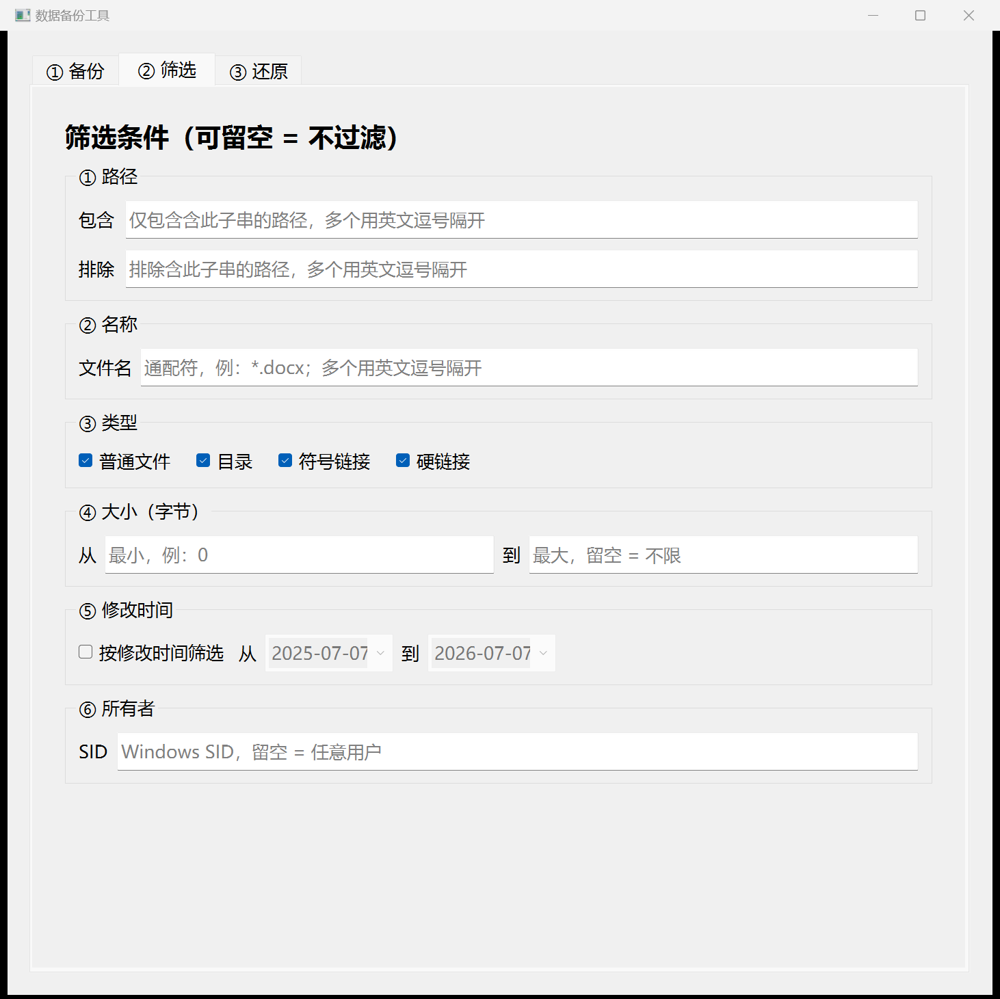 数据备份工具
① 备份 ② 筛选 ③ 还原
筛选条件（可留空 = 不过滤）
① 路径
包含 仅包含含此子串的路径，多个用英文逗号隔开
排除 排除含此子串的路径，多个用英文逗号隔开
② 名称
文件名 通配符，例：*.docx；多个用英文逗号隔开
③ 类型
普通文件 目录 符号链接 硬链接
④ 大小（字节）
从 最小，例：0 到 最大，留空 = 不限
⑤ 修改时间
按修改时间筛选 从 2025-07-07 到 2026-07-07
⑥ 所有者
SID Windows SID，留空 = 任意用户